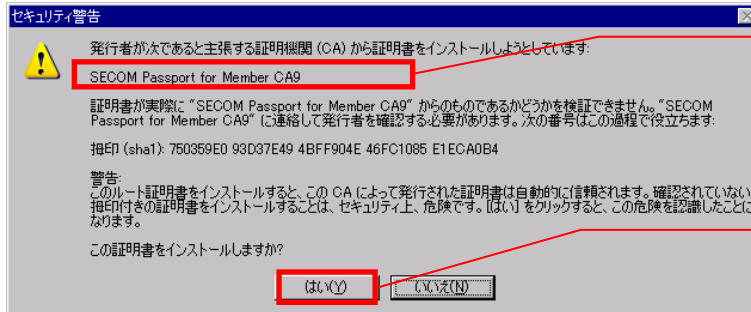 セキュリティ警告
発行者が次であると主張する証明機関 (CA) から証明書をインストールしようとしています:
SECOM Passport for Member CA9
証明書が実際に "SECOM Passport for Member CA9" からのものであるかどうかを検証できません。"SECOM
Passport for Member CA9" に連絡して発行者を確認する必要があります。次の番号はこの過程で役立ちます:
拇印 (sha1): 750359E0 93D37E49 4BFF904E 46FC1085 E1ECA0B4
警告:
このルート証明書をインストールすると、この CA によって発行された証明書は自動的に信頼されます。確認されていない
拇印付きの証明書をインストールすることは、セキュリティ上、危険です。[はい] をクリックすると、この危険を認識したことに
なります。
この証明書をインストールしますか?
はい(Y) いいえ(N)